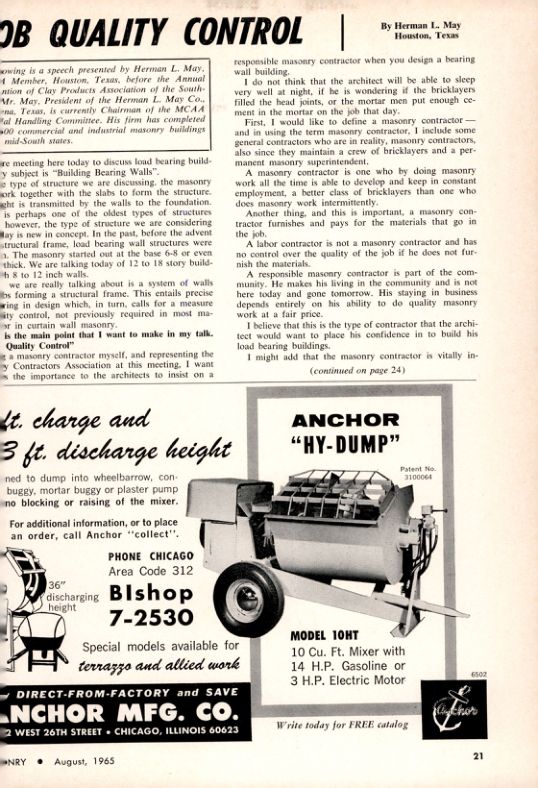 OB QUALITY CONTROL
By Herman L. May
Houston, Texas
owing is a speech presented by Herman L. May,
A Member, Houston, Texas, before the Annual
ntion of Clay Products Association of the South-
Mr. May, President of the Herman L. May Co.,
na, Texas, is currently Chairman of the MCAA
al Handling Committee. His firm has completed
00 commercial and industrial masonry buildings
mid-South states.
re meeting here today to discuss load bearing build-
y subject is “Building Bearing Walls”.
e type of structure we are discussing, the masonry
ork together with the slabs to form the structure.
ght is transmitted by the walls to the foundation.
is perhaps one of the oldest types of structures
however, the type of structure we are considering
lay is new in concept. In the past, before the advent
structural frame, load bearing wall structures were
n. The masonry started out at the base 6-8 or even
thick. We are talking today of 12 to 18 story build-
h 8 to 12 inch walls.
we are really talking about is a system of walls
bs forming a structural frame. This entails precise
ring in design which, in turn, calls for a measure
ity control, not previously required in most ma-
or in curtain wall masonry.
is the main point that I want to make in my talk.
Quality Control”
g a masonry contractor myself, and representing the
y Contractors Association at this meeting, I want
s the importance to the architects to insist on a
responsible masonry contractor when you design a bearing
wall building.
I do not think that the architect will be able to sleep
very well at night, if he is wondering if the bricklayers
filled the head joints, or the mortar men put enough ce-
ment in the mortar on the job that day.
First, I would like to define a masonry contractor —
and in using the term masonry contractor, I include some
general contractors who are in reality, masonry contractors,
also since they maintain a crew of bricklayers and a per-
manent masonry superintendent.
A masonry contractor is one who by doing masonry
work all the time is able to develop and keep in constant
employment, a better class of bricklayers than one who
does masonry work intermittently.
Another thing, and this is important, a masonry con-
tractor furnishes and pays for the materials that go in
the job.
A labor contractor is not a masonry contractor and has
no control over the quality of the job if he does not fur-
nish the materials.
A responsible masonry contractor is part of the com-
munity. He makes his living in the community and is not
here today and gone tomorrow. His staying in business
depends entirely on his ability to do quality masonry
work at a fair price.
I believe that this is the type of contractor that the archi-
tect would want to place his confidence in to build his
load bearing buildings.
I might add that the masonry contractor is vitally in-
(continued on page 24)
ft. charge and
3 ft. discharge height
ned to dump into wheelbarrow, con-
buggy, mortar buggy or plaster pump
no blocking or raising of the mixer.
For additional information, or to place
an order, call Anchor “collect”.
PHONE CHICAGO
Area Code 312
BIshop
7-2530
36”
discharging
height
Special models available for
terrazzo and allied work
DIRECT-FROM-FACTORY and SAVE
NCHOR MFG. CO.
2 WEST 26TH STREET • CHICAGO, ILLINOIS 60623
ANCHOR
“HY-DUMP”
Patent No.
3100064
MODEL 10HT
10 Cu. Ft. Mixer with
14 H.P. Gasoline or
3 H.P. Electric Motor
6502
Write today for FREE catalog
Anchor
NRY • August, 1965
21